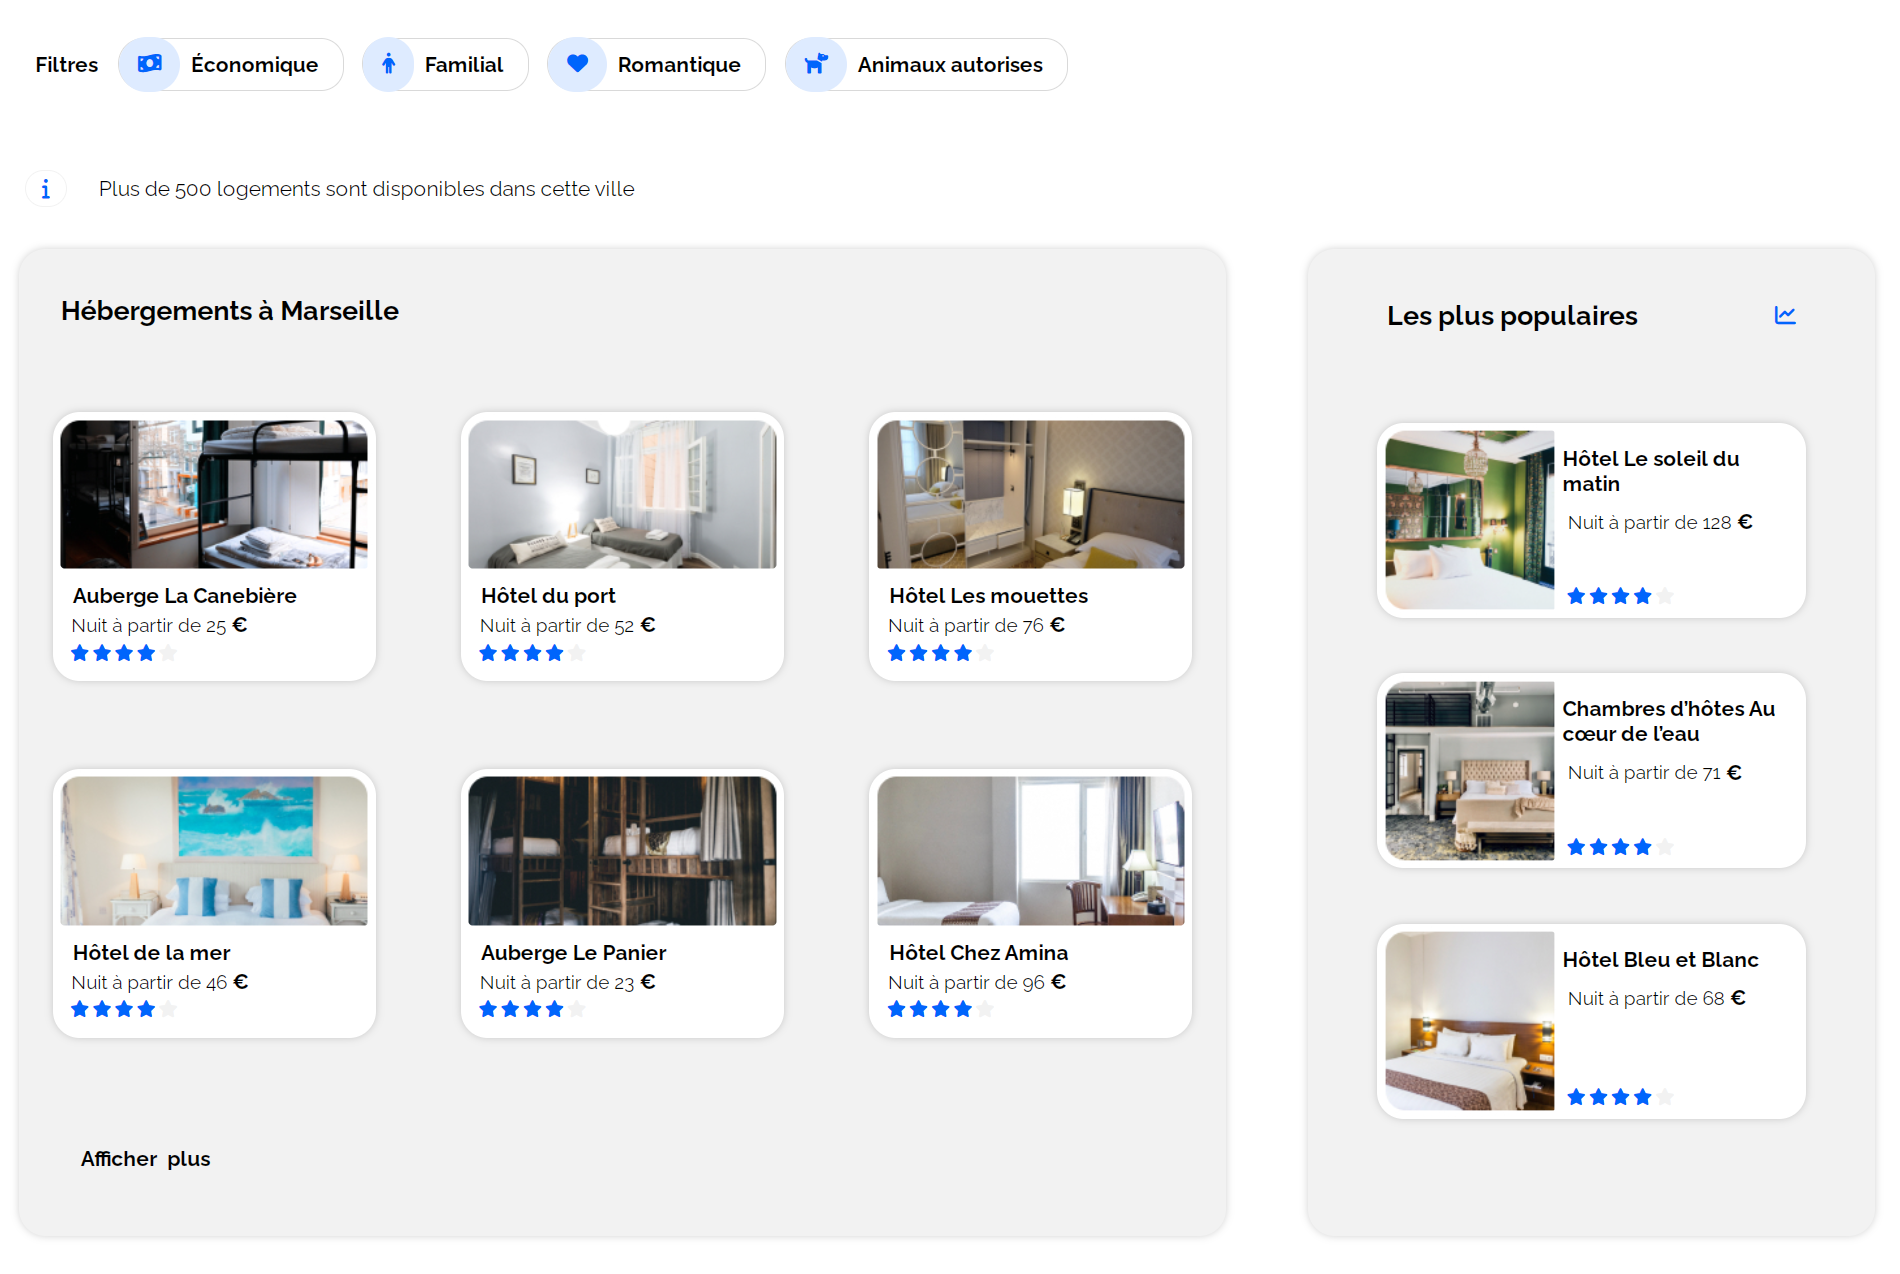 Filtres
Économique
Familial
Romantique
Animaux autorises
Plus de 500 logements sont disponibles dans cette ville
Hébergements à Marseille
Auberge La Canebière
Nuit à partir de 25 €
Hôtel du port
Nuit à partir de 52 €
Hôtel Les mouettes
Nuit à partir de 76 €
Hôtel de la mer
Nuit à partir de 46 €
Auberge Le Panier
Nuit à partir de 23 €
Hôtel Chez Amina
Nuit à partir de 96 €
Afficher plus
Les plus populaires
Hôtel Le soleil du
matin
Nuit à partir de 128 €
Chambres d'hôtes Au
cœur de l'eau
Nuit à partir de 71 €
Hôtel Bleu et Blanc
Nuit à partir de 68 €